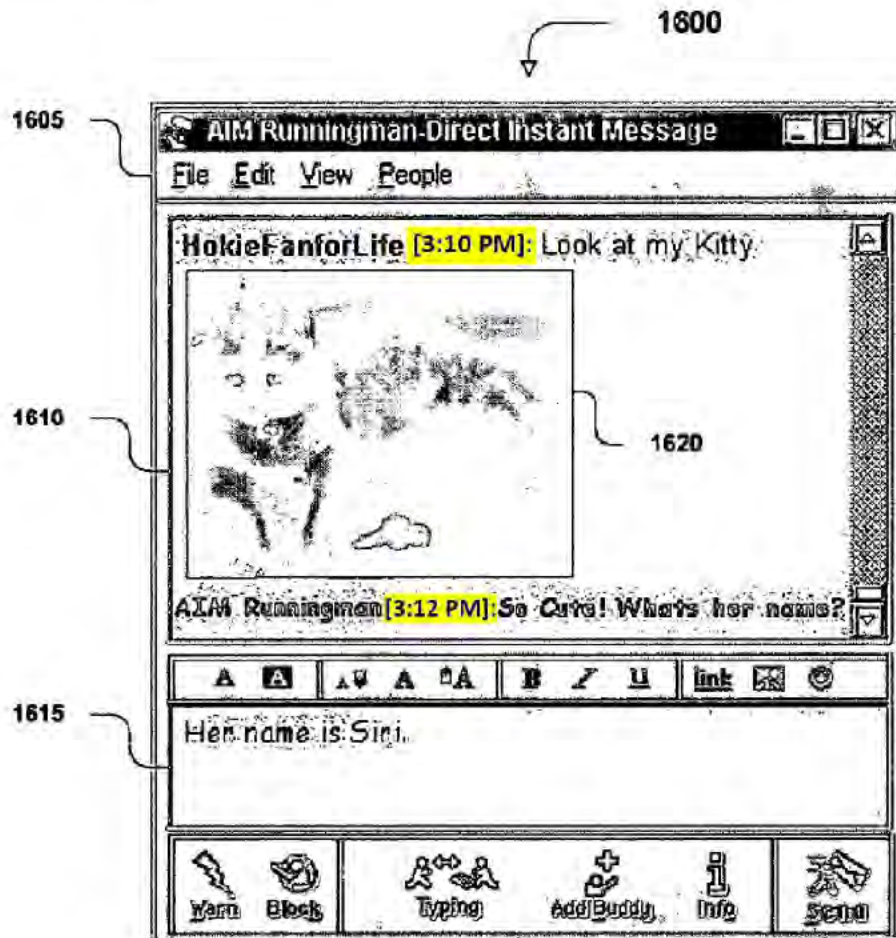 1600
1605
AIM Runningman-Direct Instant Message
File Edit View People
HokieFanforLife [3:10 PM]: Look at my Kitty.
1610
1620
AIM Runningman[3:12 PM]:So Cute! Whats her name?
A A A A A B I U link
1615
Her name is Siri.
Warn Block Typing Add Buddy Info Send